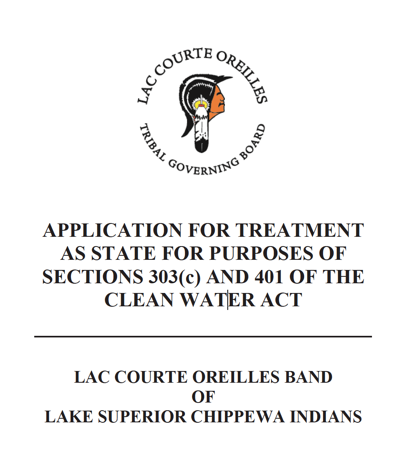 LAC COURTE OREILLES
TRIBAL GOVERNING BOARD
APPLICATION FOR TREATMENT
AS STATE FOR PURPOSES OF
SECTIONS 303(c) AND 401 OF THE
CLEAN WATER ACT
LAC COURTE OREILLES BAND
OF
LAKE SUPERIOR CHIPPEWA INDIANS